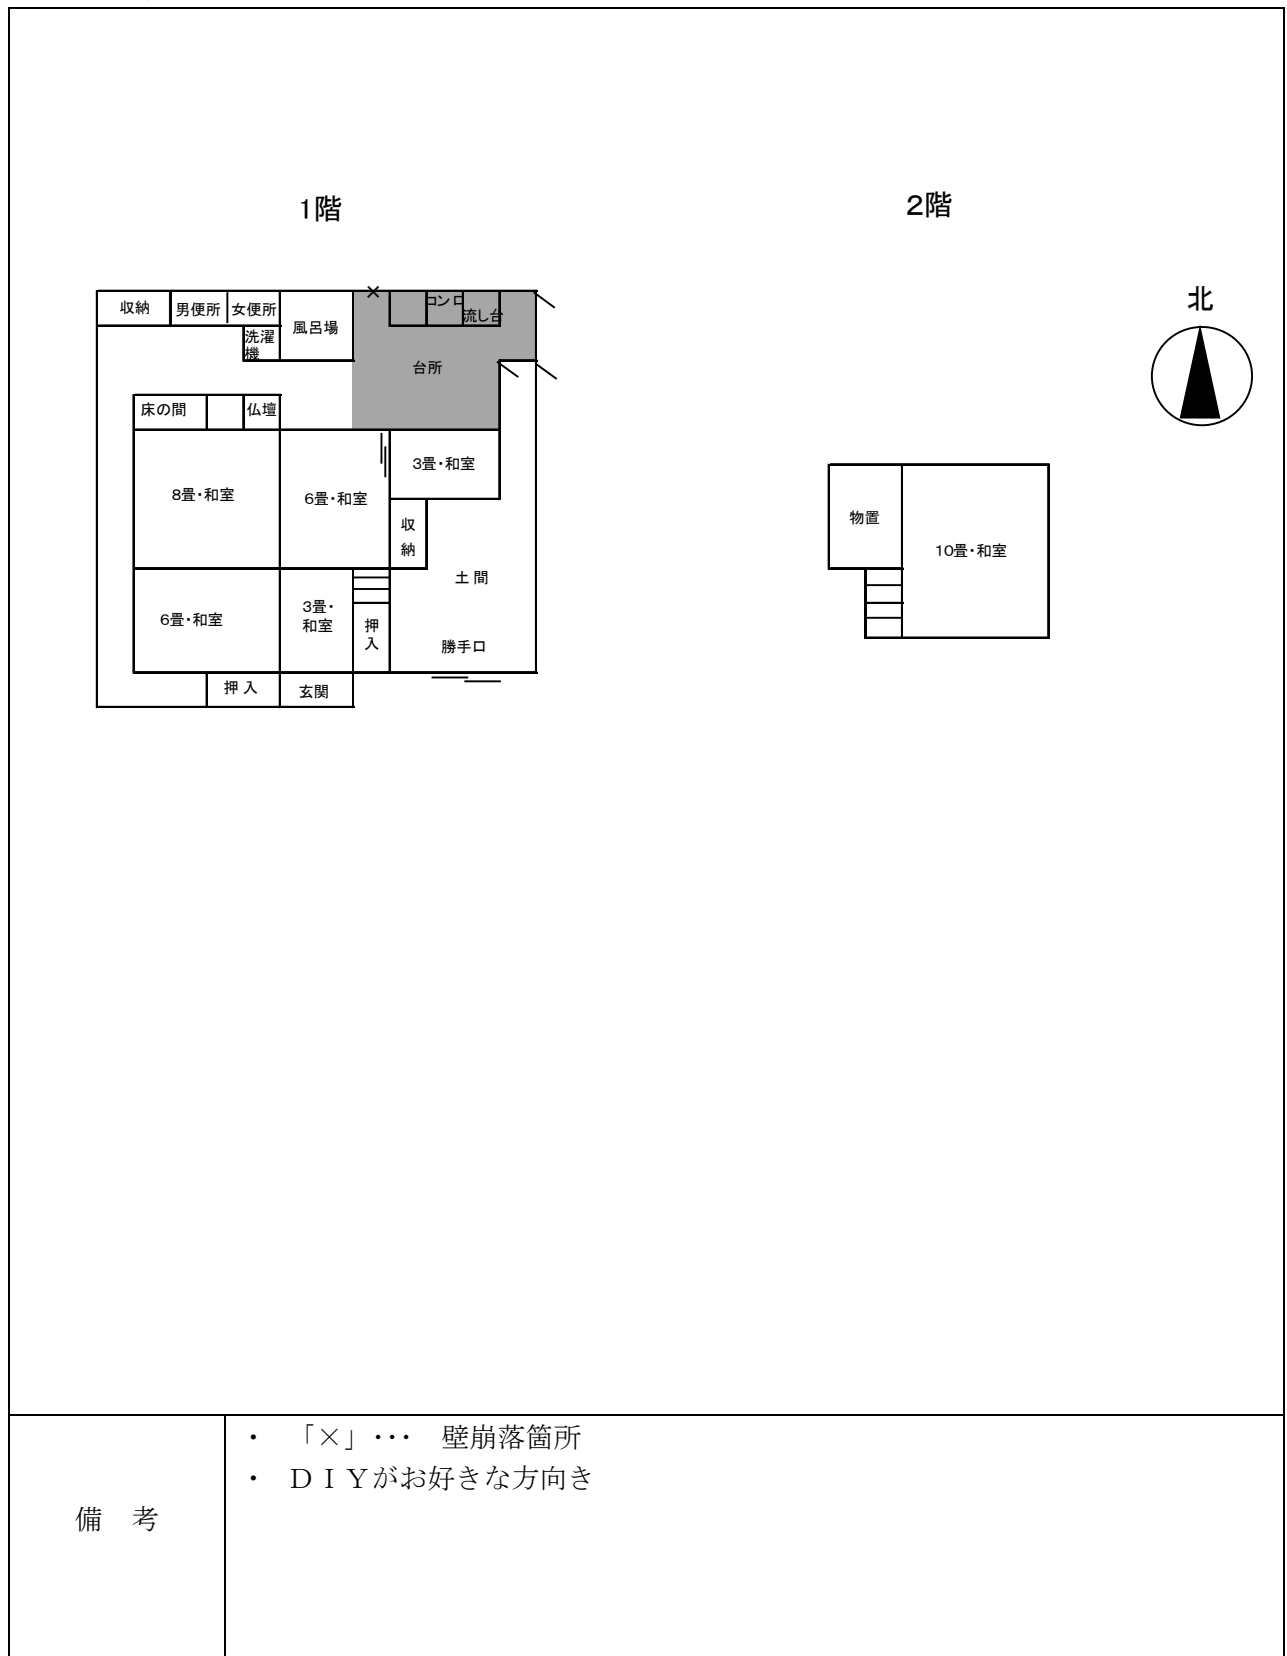 1階
2階
北
収納
男便所
女便所
風呂場
コンロ
流し台
洗濯
機
台所
床の間
仏壇
3畳・和室
8畳・和室
6畳・和室
収
納
土 間
6畳・和室
3畳・
和室
押
入
勝手口
押 入
玄関
物置
10畳・和室
備 考
・ 「×」… 壁崩落箇所
・ ＤＩＹがお好きな方向き